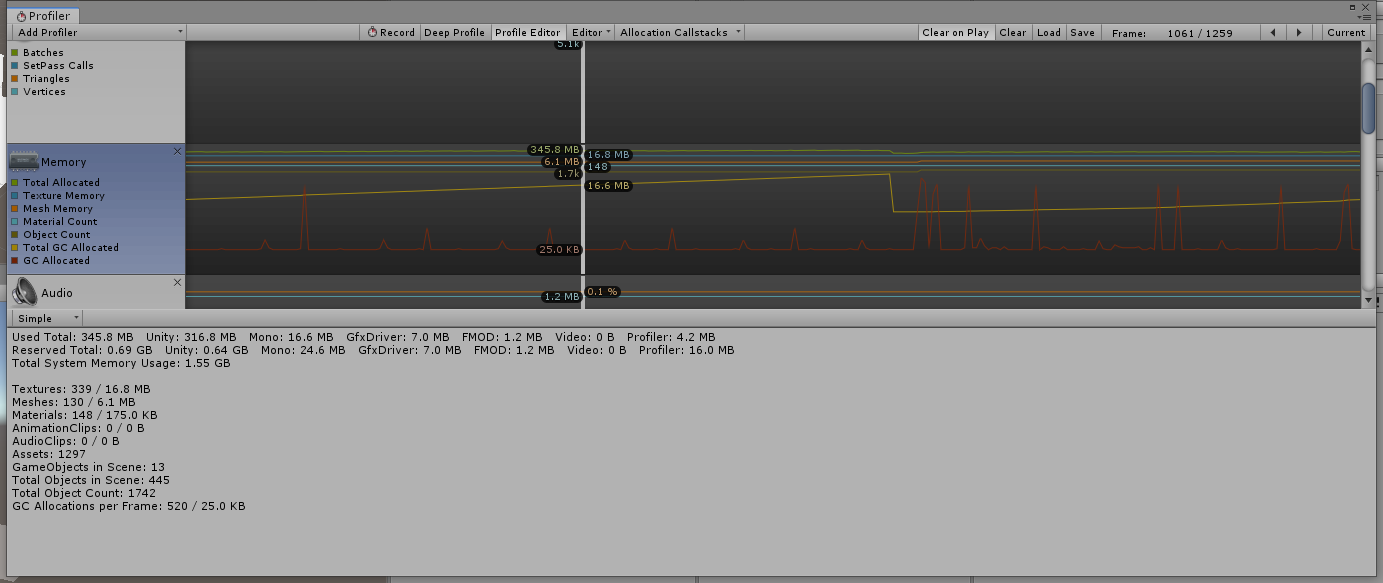 Profiler
Add Profiler Record Deep Profile Profile Editor Editor Allocation Callstacks Clear on Play Clear Load Save Frame: 1061 / 1259 Current
Batches
SetPass Calls
Triangles
Vertices
5.1k
Memory
Total Allocated
Texture Memory
Mesh Memory
Material Count
Object Count
Total GC Allocated
GC Allocated
345.8 MB
16.8 MB
6.1 MB
148
1.7k
16.6 MB
25.0 KB
Audio
0.1 %
1.2 MB
Simple
Used Total: 345.8 MB Unity: 316.8 MB Mono: 16.6 MB GfxDriver: 7.0 MB FMOD: 1.2 MB Video: 0 B Profiler: 4.2 MB
Reserved Total: 0.69 GB Unity: 0.64 GB Mono: 24.6 MB GfxDriver: 7.0 MB FMOD: 1.2 MB Video: 0 B Profiler: 16.0 MB
Total System Memory Usage: 1.55 GB
Textures: 339 / 16.8 MB
Meshes: 130 / 6.1 MB
Materials: 148 / 175.0 KB
AnimationClips: 0 / 0 B
AudioClips: 0 / 0 B
Assets: 1297
GameObjects in Scene: 13
Total Objects in Scene: 445
Total Object Count: 1742
GC Allocations per Frame: 520 / 25.0 KB